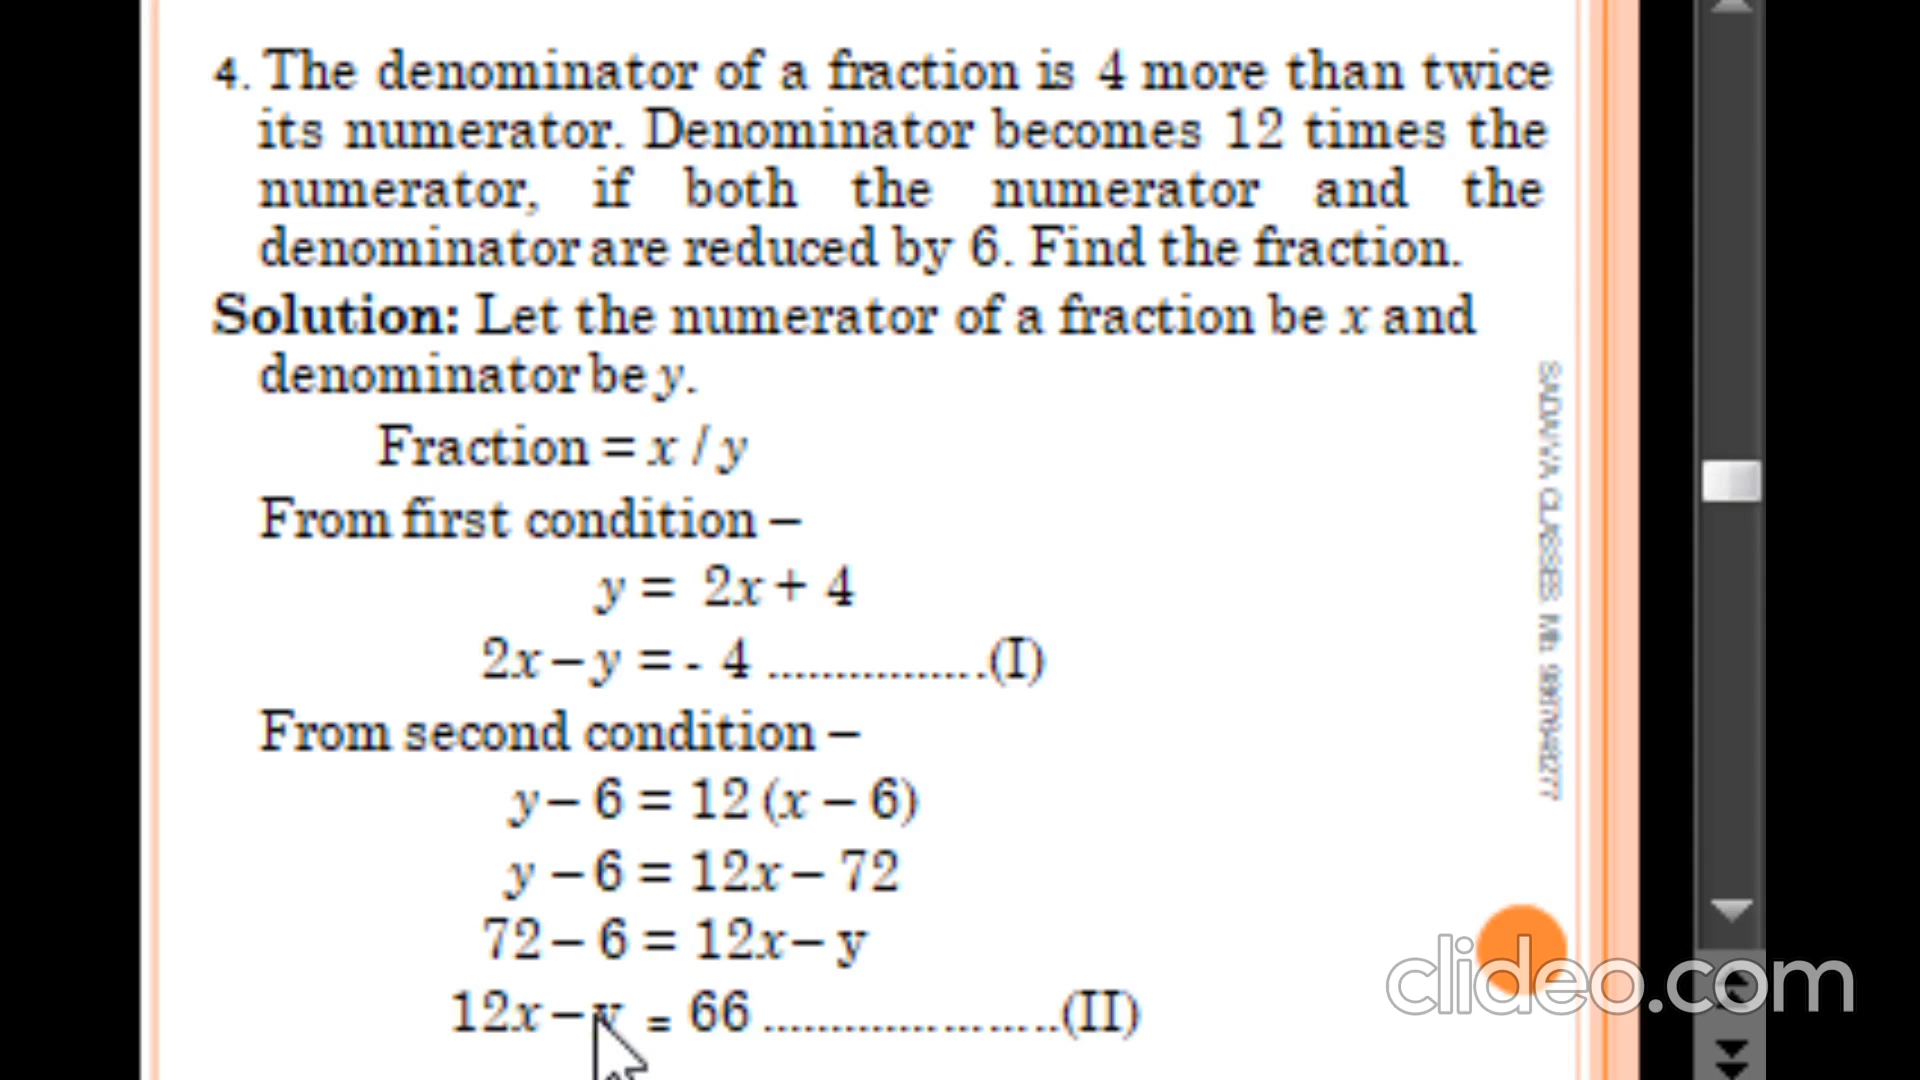 4. The denominator of a fraction is 4 more than twice
its numerator. Denominator becomes 12 times the
numerator, if both the numerator and the
denominator are reduced by 6. Find the fraction.
Solution: Let the numerator of a fraction be x and
denominator be y.
Fraction = x / y
From first condition –
y = 2x + 4
2x – y = - 4 ................(I)
From second condition –
y – 6 = 12 (x – 6)
y – 6 = 12x – 72
72 – 6 = 12x – y
12x – y = 66 ......................(II)
CLASSES
clideo.com